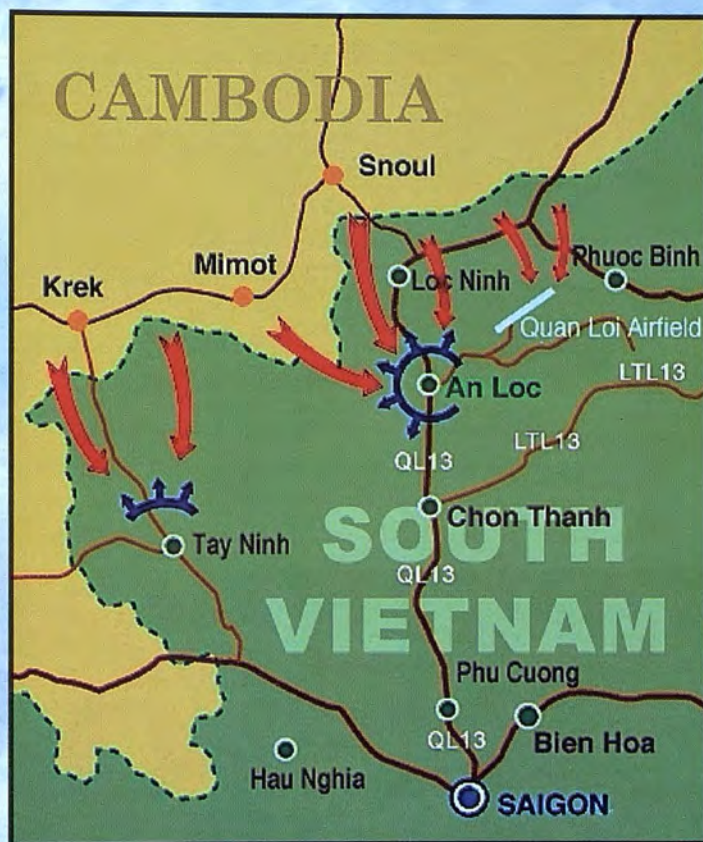 CAMBODIA
Snoul
Mimot
Krek
Loc Ninh
Phuoc Binh
Quan Loi Airfield
An Loc
LTL13
LTL13
QL13
Chon Thanh
Tay Ninh
SOUTH
QL13
VIETNAM
Phu Cuong
QL13
Bien Hoa
Hau Nghia
SAIGON